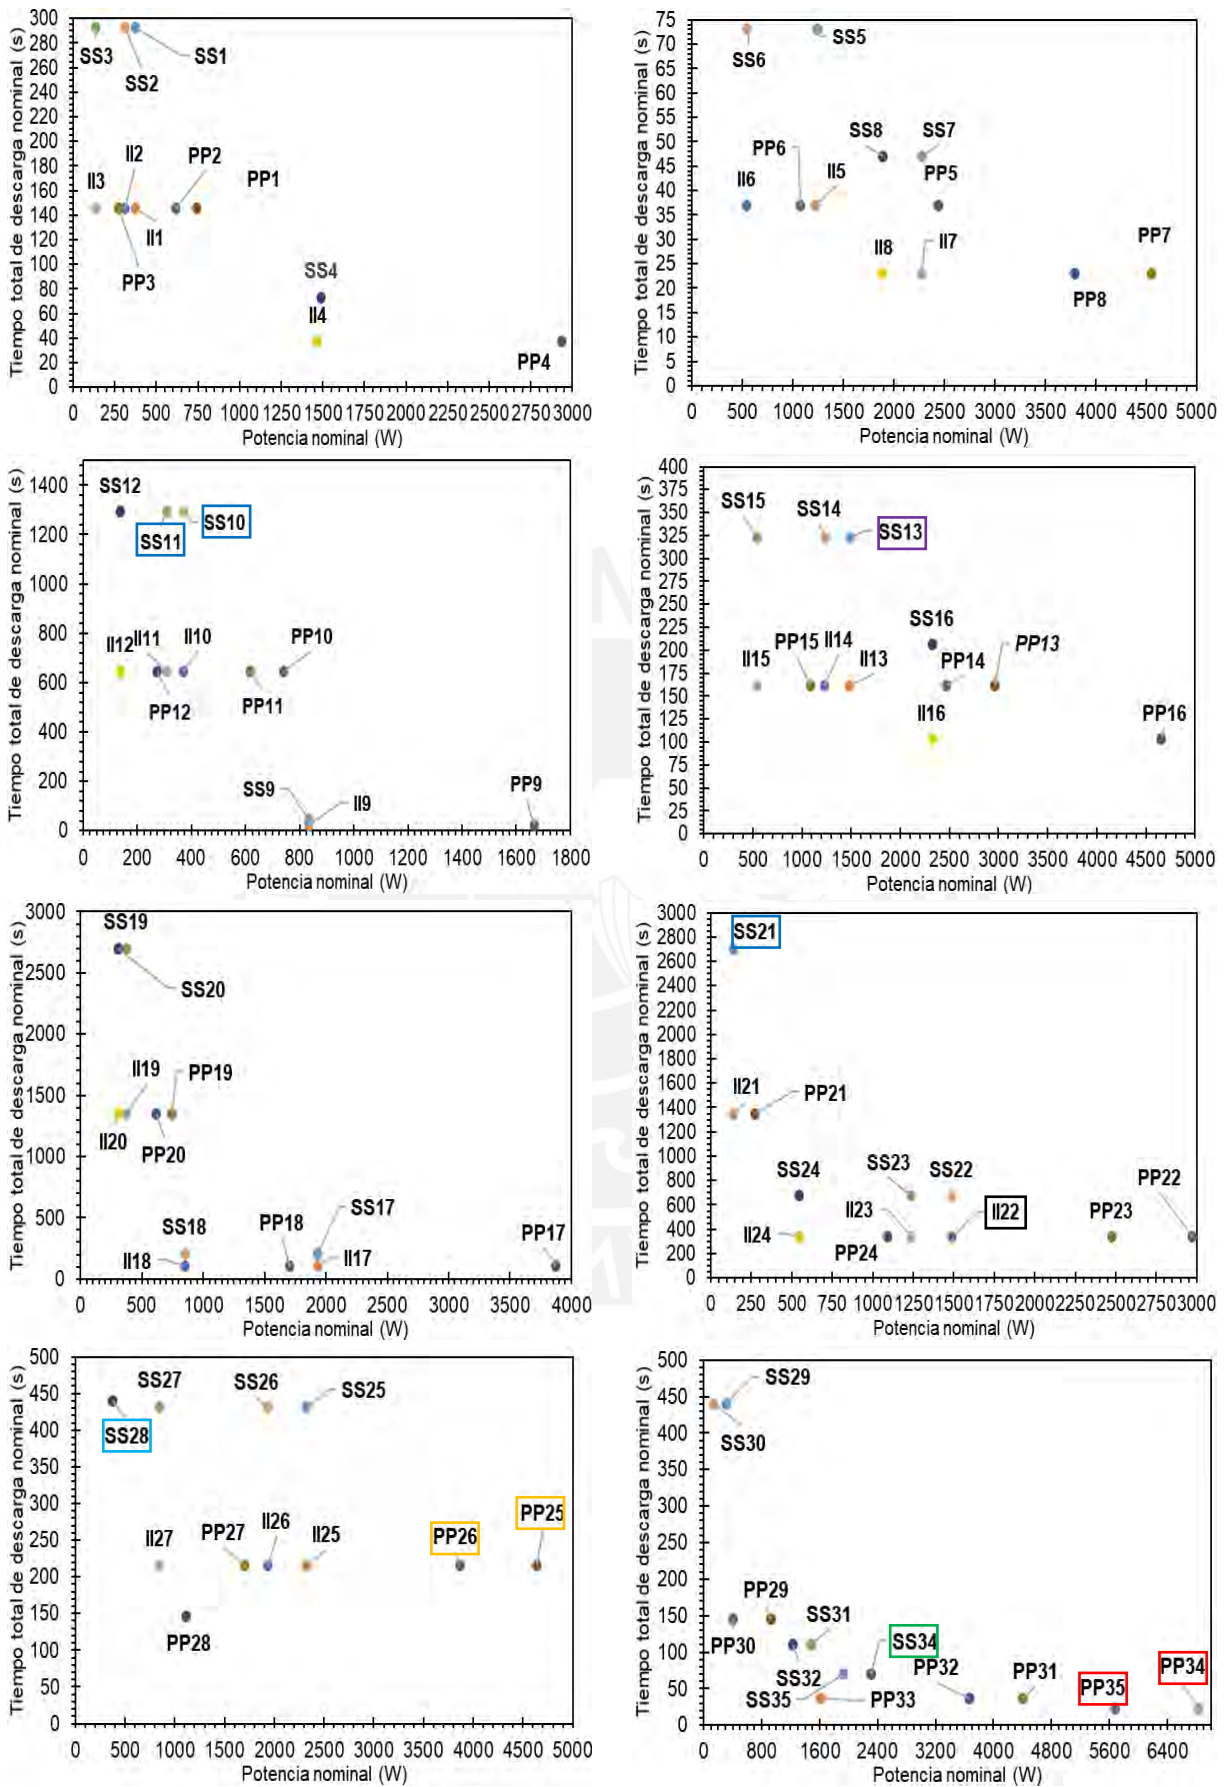 Tiempo total de descarga nominal (s)
300
280
260
240
220
200
180
160
140
120
100
80
60
40
20
0
SS3
SS2
SS1
II3
II2
PP2
PP1
II1
PP3
SS4
II4
PP4
0 250 500 750 1000 1250 1500 1750 2000 2250 2500 2750 3000
Potencia nominal (W)
Tiempo total de descarga nominal (s)
75
70
65
60
55
50
45
40
35
30
25
20
15
10
5
0
SS6
SS5
SS8
SS7
PP6
II5
PP5
II6
II8
II7
PP7
PP8
0 500 1000 1500 2000 2500 3000 3500 4000 4500 5000
Potencia nominal (W)
Tiempo total de descarga nominal (s)
1400
1200
1000
800
600
400
200
0
SS12
SS10
SS11
II12
II11
II10
PP10
PP12
PP11
SS9
II9
PP9
0 200 400 600 800 1000 1200 1400 1600 1800
Potencia nominal (W)
Tiempo total de descarga nominal (s)
400
375
350
325
300
275
250
225
200
175
150
125
100
75
50
25
0
SS15
SS14
SS13
SS16
PP13
II15
PP15
II14
II13
PP14
II16
PP16
0 500 1000 1500 2000 2500 3000 3500 4000 4500 5000
Potencia nominal (W)
Tiempo total de descarga nominal (s)
3000
2500
2000
1500
1000
500
0
SS19
SS20
II19
PP19
II20
PP20
SS18
PP18
SS17
PP17
II18
II17
0 500 1000 1500 2000 2500 3000 3500 4000
Potencia nominal (W)
Tiempo total de descarga nominal (s)
3000
2800
2600
2400
2200
2000
1800
1600
1400
1200
1000
800
600
400
200
0
SS21
II21
PP21
SS24
SS23
SS22
PP22
II23
II22
PP23
II24
PP24
0 250 500 750 1000 1250 1500 1750 2000 2250 2500 2750 3000
Potencia nominal (W)
Tiempo total de descarga nominal (s)
500
450
400
350
300
250
200
150
100
50
0
SS27
SS26
SS25
SS28
II27
PP27
II26
II25
PP26
PP25
PP28
0 500 1000 1500 2000 2500 3000 3500 4000 4500 5000
Potencia nominal (W)
Tiempo total de descarga nominal (s)
500
450
400
350
300
250
200
150
100
50
0
SS29
SS30
PP29
PP30
SS31
SS34
SS32
SS35
PP33
PP32
PP31
PP35
PP34
0 800 1600 2400 3200 4000 4800 5600 6400
Potencia nominal (W)